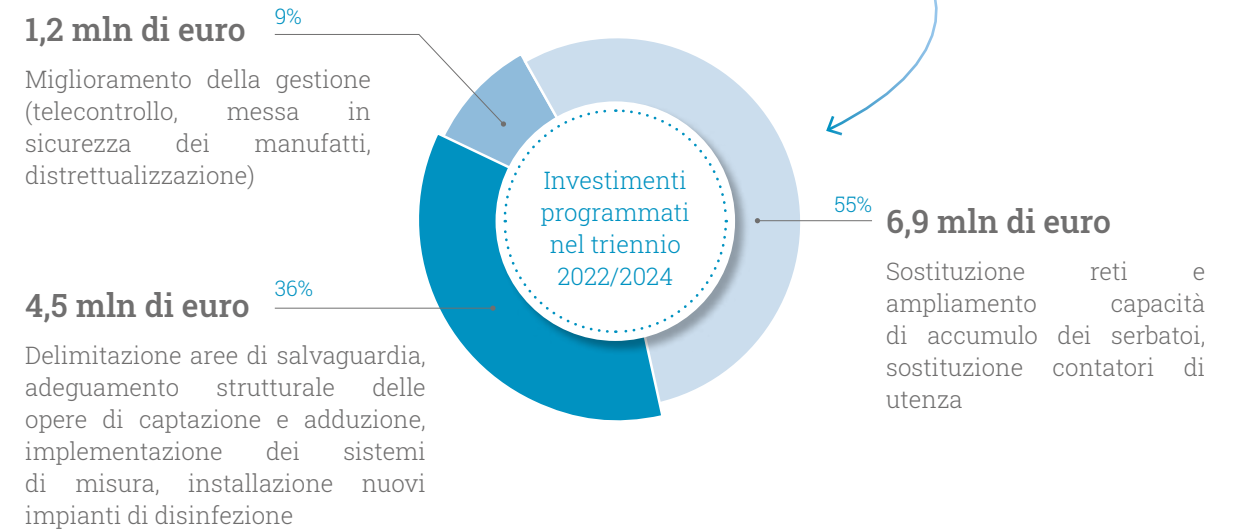 1,2 mln di euro
9%
Miglioramento della gestione
(telecontrollo, messa in
sicurezza dei manufatti,
distrettualizzazione)
Investimenti
programmati
nel triennio
2022/2024
55%
6,9 mln di euro
Sostituzione reti e
ampliamento capacità
di accumulo dei serbatoi,
sostituzione contatori di
utenza
4,5 mln di euro
36%
Delimitazione aree di salvaguardia,
adeguamento strutturale delle
opere di captazione e adduzione,
implementazione dei sistemi
di misura, installazione nuovi
impianti di disinfezione